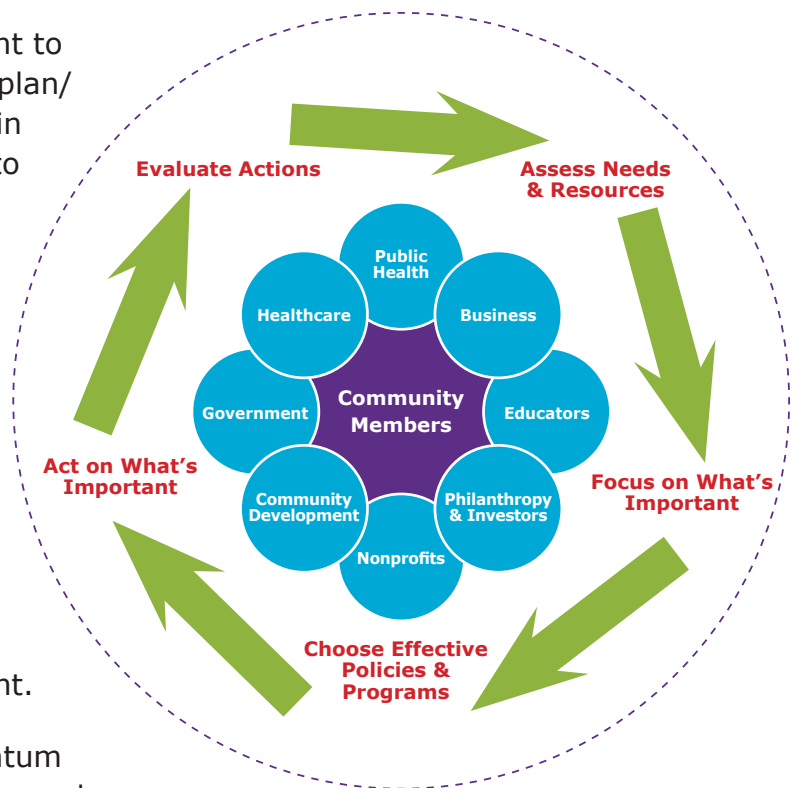 nt to
plan/
in
to
Evaluate Actions
Assess Needs
& Resources
Public
Health
Healthcare
Business
Government
Community
Members
Educators
Act on What's
Important
Focus on What's
Important
Community
Development
Philanthropy
& Investors
Nonprofits
Choose Effective
Policies &
Programs
nt.
ntum